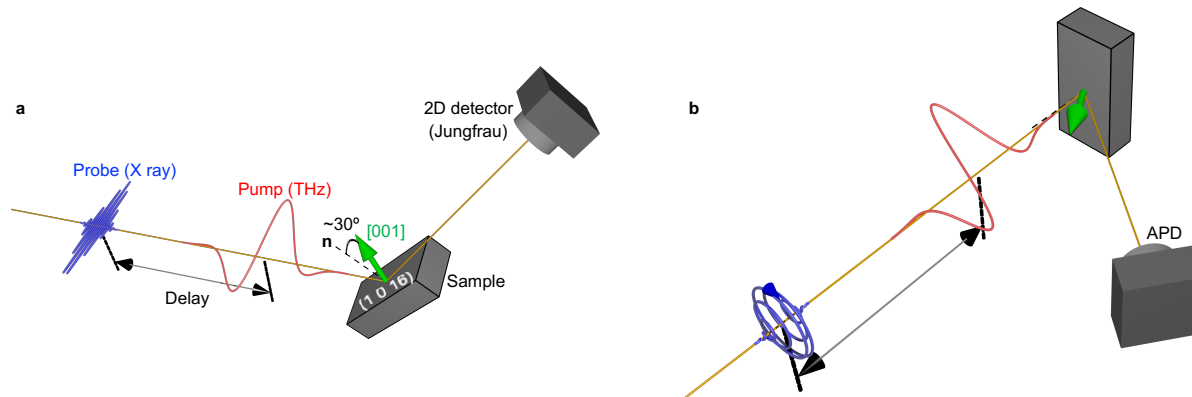 a
2D detector
(Jungfrau)
Probe (X ray)
Pump (THz)
~30º
[001]
n
Sample
(1 0 16)
Delay
b
APD